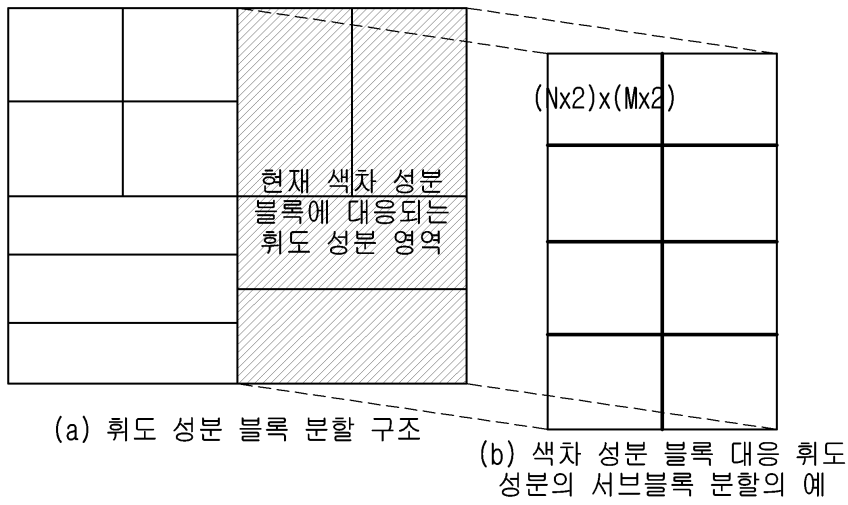 (Nx2)x(Mx2)
현재 색차 성분
블록에 대응되는
휘도 성분 영역
(a) 휘도 성분 블록 분할 구조
(b) 색차 성분 블록 대응 휘도
성분의 서브블록 분할의 예